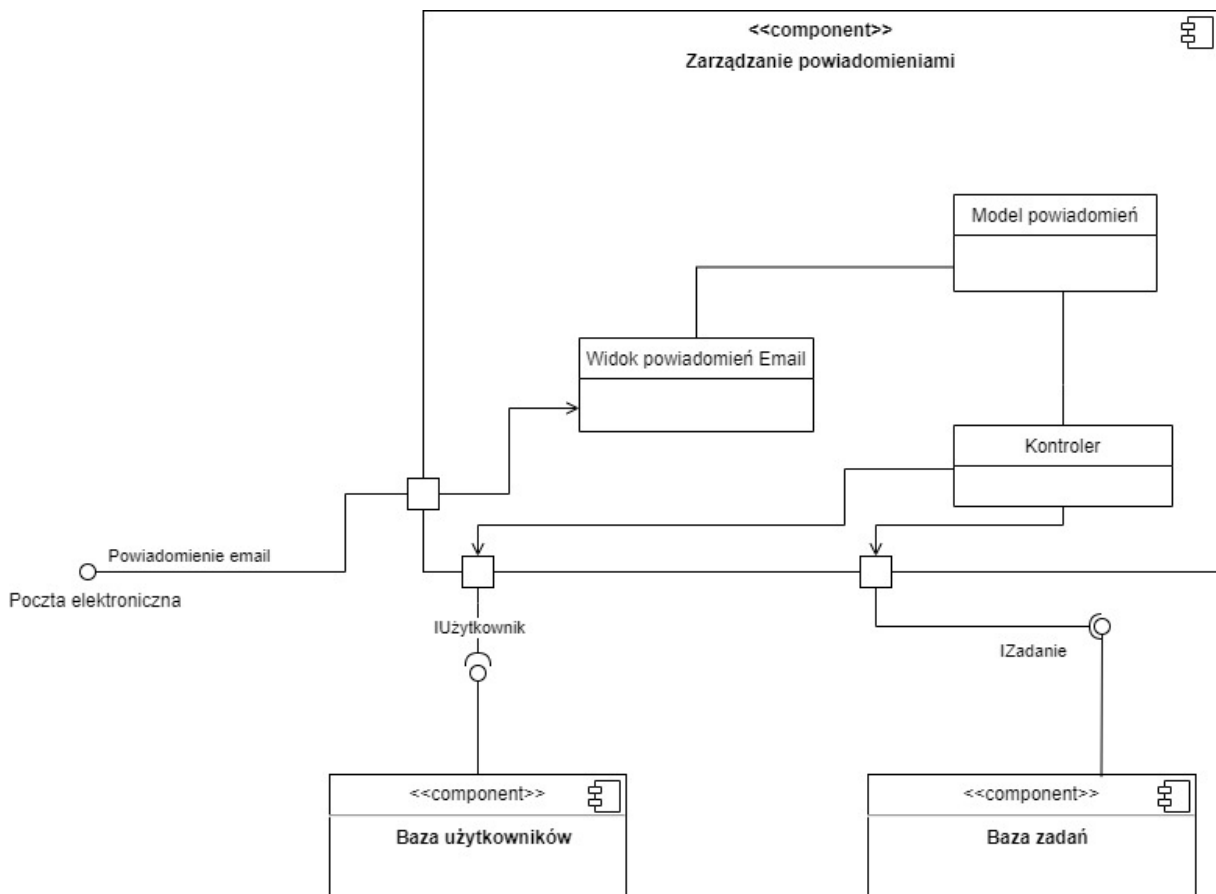 <<component>>
Zarządzanie powiadomieniami
Model powiadomień
Widok powiadomień Email
Kontroler
Powiadomienie email
Poczta elektroniczna
IUżytkownik
IZadanie
<<component>>
Baza użytkowników
<<component>>
Baza zadań